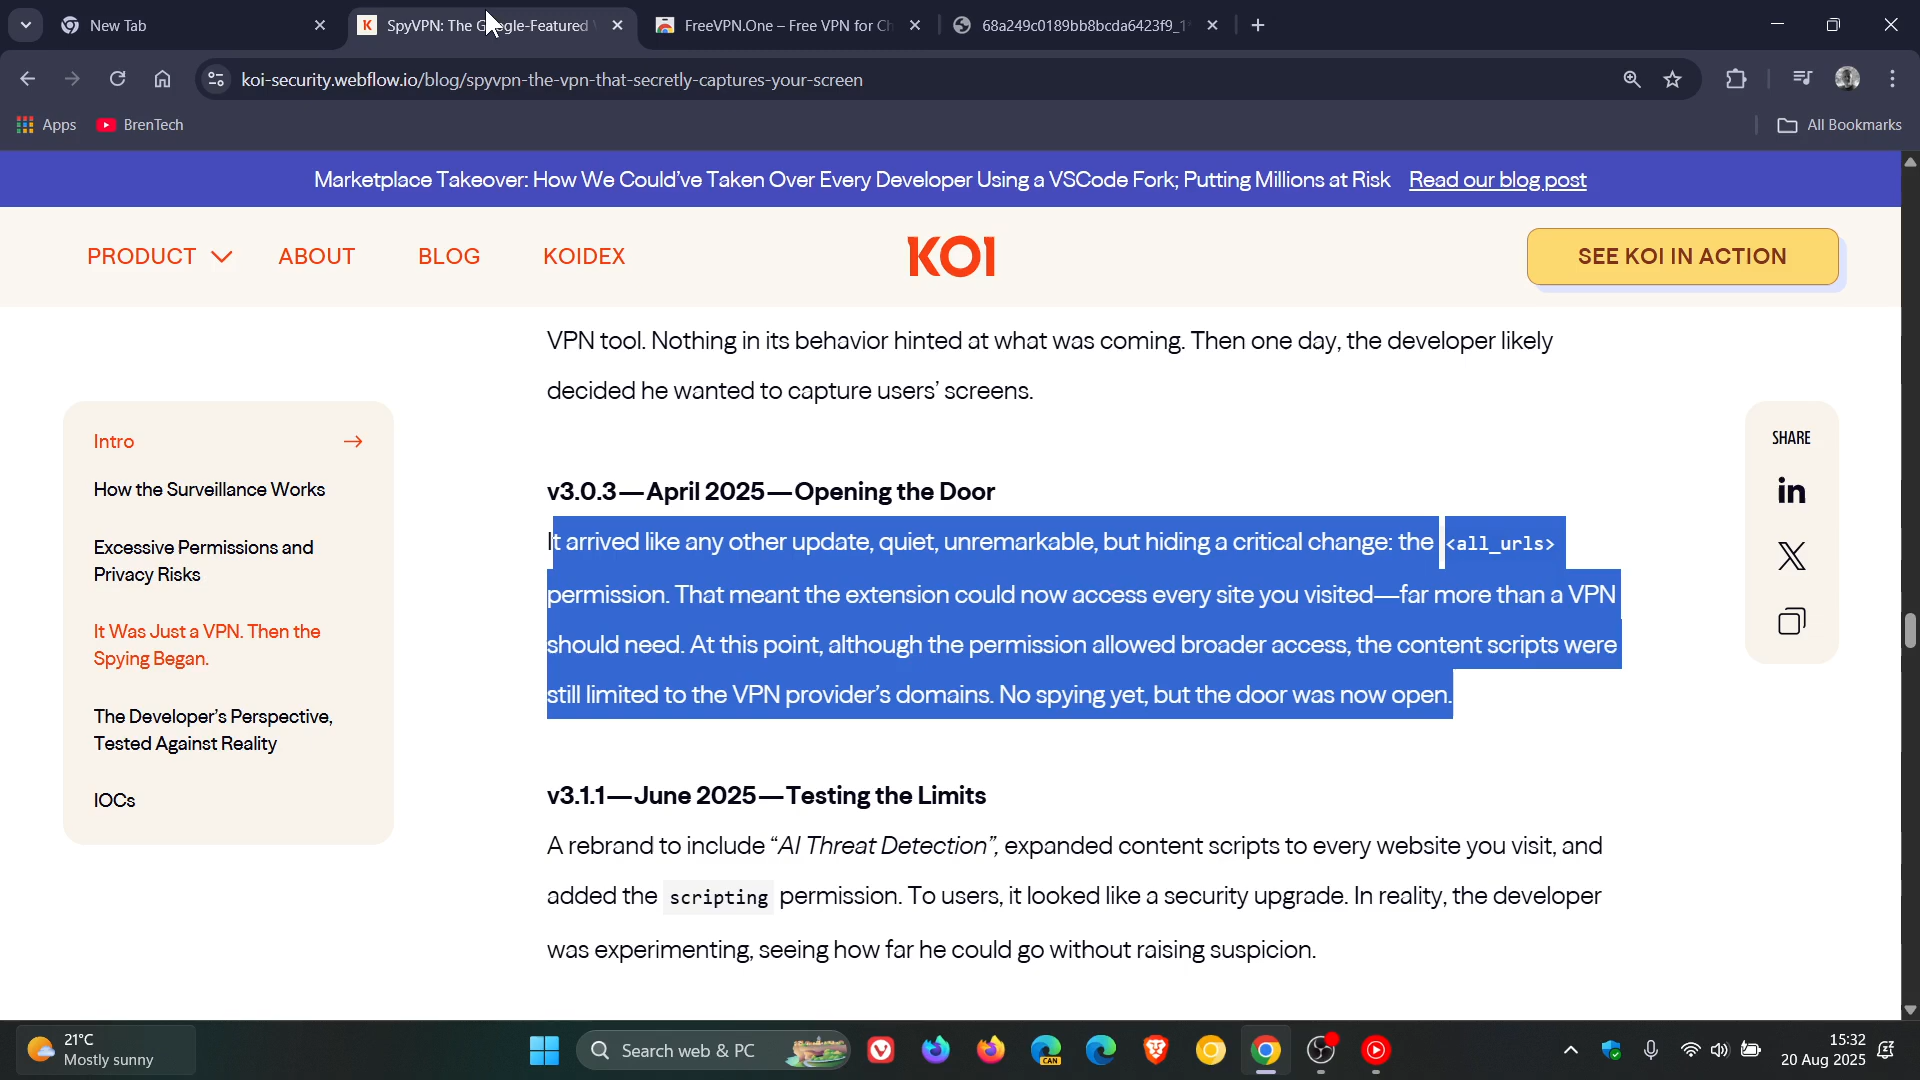 New Tab
SpyVPN: The Google-Featured V
FreeVPN.One – Free VPN for Ch
68a249c0189bb8bcda6423f9_1
koi-security.webflow.io/blog/spyvpn-the-vpn-that-secretly-captures-your-screen
Apps
BrenTech
All Bookmarks
Marketplace Takeover: How We Could've Taken Over Every Developer Using a VSCode Fork; Putting Millions at Risk Read our blog post
PRODUCT
ABOUT
BLOG
KOIDEX
KOI
SEE KOI IN ACTION
Intro
How the Surveillance Works
Excessive Permissions and
Privacy Risks
It Was Just a VPN. Then the
Spying Began.
The Developer's Perspective,
Tested Against Reality
IOCs
VPN tool. Nothing in its behavior hinted at what was coming. Then one day, the developer likely
decided he wanted to capture users' screens.
v3.0.3—April 2025—Opening the Door
It arrived like any other update, quiet, unremarkable, but hiding a critical change: the <all_urls>
permission. That meant the extension could now access every site you visited—far more than a VPN
should need. At this point, although the permission allowed broader access, the content scripts were
still limited to the VPN provider's domains. No spying yet, but the door was now open.
v3.1.1—June 2025—Testing the Limits
A rebrand to include "AI Threat Detection", expanded content scripts to every website you visit, and
added the scripting permission. To users, it looked like a security upgrade. In reality, the developer
was experimenting, seeing how far he could go without raising suspicion.
SHARE
21°C
Mostly sunny
Search web & PC
CAN
15:32
20 Aug 2025